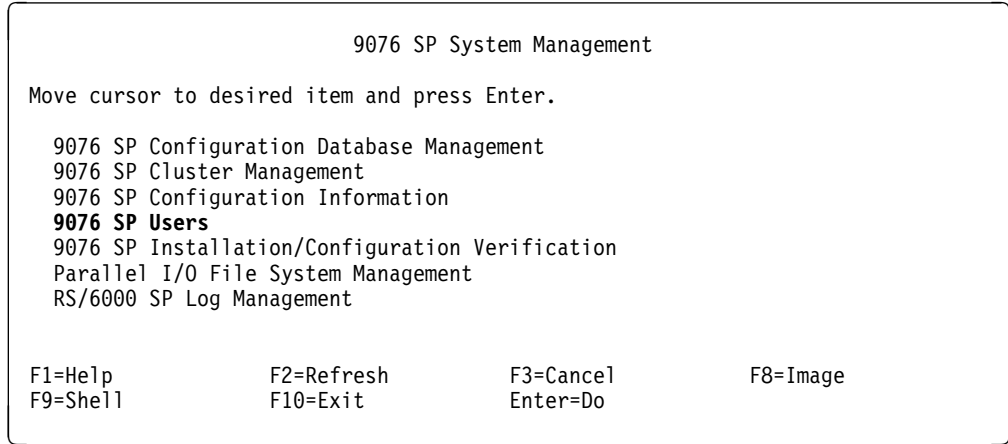 9076 SP System Management
Move cursor to desired item and press Enter.
9076 SP Configuration Database Management
9076 SP Cluster Management
9076 SP Configuration Information
9076 SP Users
9076 SP Installation/Configuration Verification
Parallel I/O File System Management
RS/6000 SP Log Management
F1=Help F2=Refresh F3=Cancel F8=Image
F9=Shell F10=Exit Enter=Do